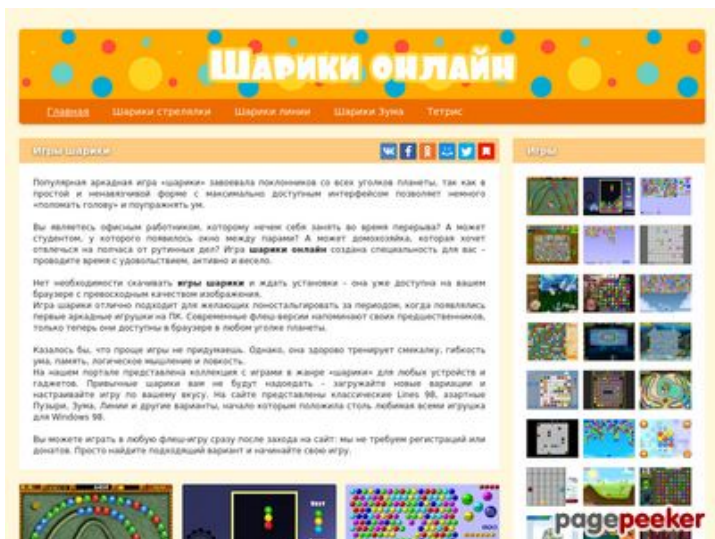 Шарики онлайн
Главная Шарики стрелялки Шарики линии Шарики Зума Тетрис
Игры шарики
Игры
Популярная аркадная игра «шарики» завоевала поклонников со всех уголков планеты, так как в
простой и ненавязчивой форме с максимально доступным интерфейсом позволяет немного
«поломать голову» и поупражнять ум.
Вы являетесь офисным работником, которому нечем себя занять во время перерыва? А может
студентом, у которого появилось окно между парами? А может домохозяйка, которая хочет
отвлечься на полчаса от рутинных дел? Игра шарики онлайн создана специальность для вас –
проводите время с удовольствием, активно и весело.
Нет необходимости скачивать игры шарики и ждать установки – она уже доступна на вашем
браузере с превосходным качеством изображения.
Игра шарики отлично подходит для желающих поностальгировать за периодом, когда появлялись
первые аркадные игрушки на ПК. Современные флеш-версии напоминают своих предшественников,
только теперь они доступны в браузере в любом уголке планеты.
Казалось бы, что проще игры не придумаешь. Однако, она здорово тренирует смекалку, гибкость
ума, память, логическое мышление и ловкость.
На нашем портале представлена коллекция с играми в жанре «шарики» для любых устройств и
гаджетов. Привычные шарики вам не будут надоедать – загружайте новые вариации и
настраивайте игру по вашему вкусу. На сайте представлены классические Lines 98, азартные
Пузыри, Зума, Линии и другие варианты, начало которым положила столь любимая всеми игрушка
для Windows 98.
Вы можете играть в любую флеш-игру сразу после захода на сайт: мы не требуем регистраций или
донатов. Просто найдите подходящий вариант и начинайте свою игру.
pagepeeker